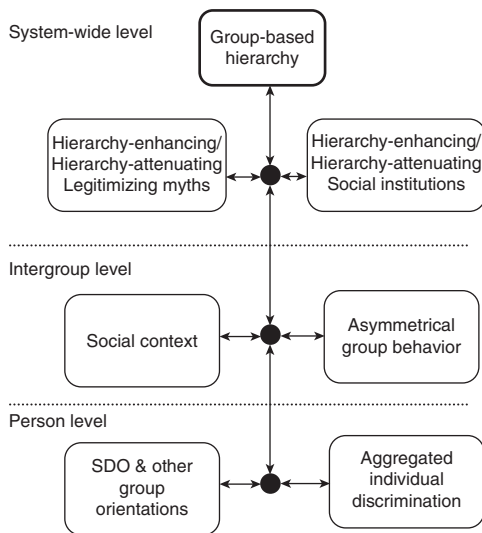 System-wide level
Group-based
hierarchy
Hierarchy-enhancing/
Hierarchy-attenuating
Legitimizing myths
Hierarchy-enhancing/
Hierarchy-attenuating
Social institutions
Intergroup level
Social context
Asymmetrical
group behavior
Person level
SDO & other
group
orientations
Aggregated
individual
discrimination